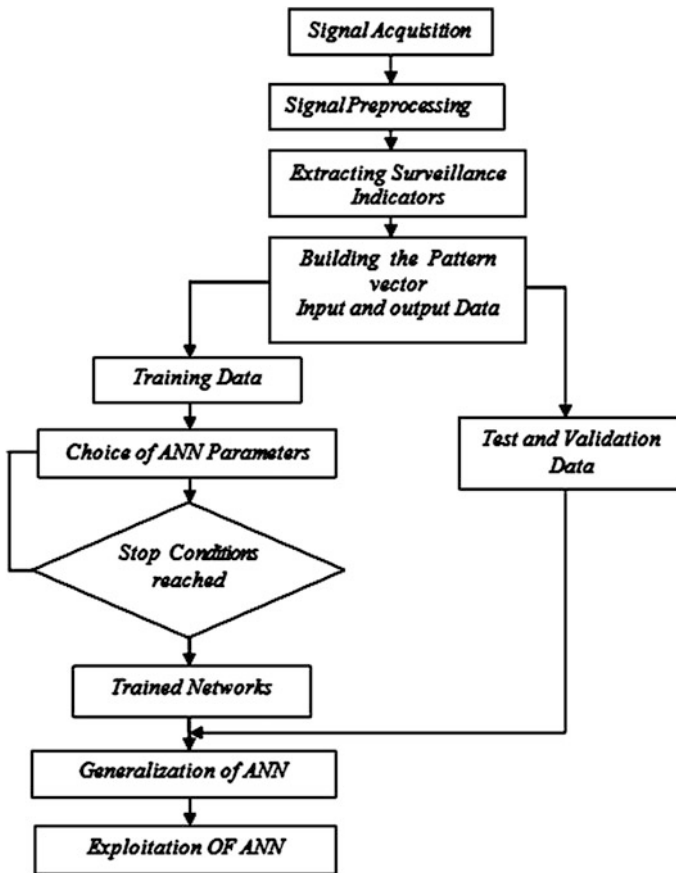 Signal Acquisition
Signal Preprocessing
Extracting Surveillance
Indicators
Building the Pattern
vector
Input and output Data
Training Data
Choice of ANN Parameters
Test and Validation
Data
Stop Conditions
reached
Trained Networks
Generalization of ANN
Exploitation OF ANN